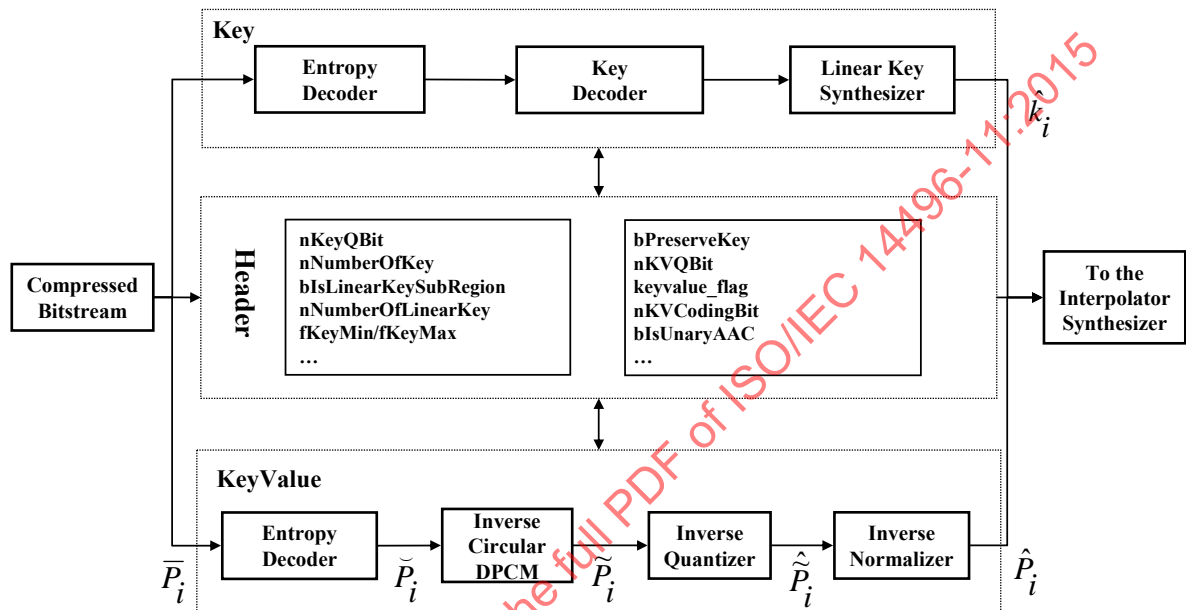 Key
Entropy
Decoder
Key
Decoder
Linear Key
Synthesizer
k̂i
Header
nKeyQBit
nNumberOfKey
bIsLinearKeySubRegion
nNumberOfLinearKey
fKeyMin/fKeyMax
…
bPreserveKey
nKVQBit
keyvalue_flag
nKVCodingBit
bIsUnaryAAC
…
Compressed
Bitstream
To the
Interpolator
Synthesizer
KeyValue
Entropy
Decoder
Inverse
Circular
DPCM
Inverse
Quantizer
Inverse
Normalizer
P̄i
P̆i
P̃i
P̃̂i
P̂i
he full PDF of ISO/IEC 14496-11:2015